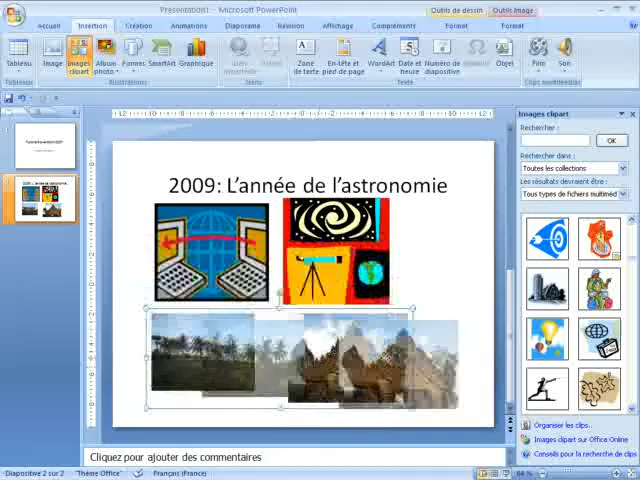 Presentation1 - Microsoft PowerPoint
Outils de dessin
Outils Image
Accueil
Insertion
Création
Animations
Diaporama
Révision
Affichage
Compléments
Format
Format
Tableau
Image
Images clipart
Album photo
Formes
SmartArt
Graphique
Zone de texte
En-tête et pied de page
WordArt
Date et heure
Numéro de diapositive
Objet
Film
Son
Tableaux
Illustrations
Liens
Texte
Clips multimédias
2009: L'année de l'astronomie
Images clipart
Rechercher :
OK
Rechercher dans :
Toutes les collections
Les résultats devraient être :
Tous types de fichiers multiméd
Organiser les clips...
Images clipart sur Office Online
Conseils pour la recherche de clips
Cliquez pour ajouter des commentaires
Diapositive 2 sur 2
"Thème Office"
Français (France)